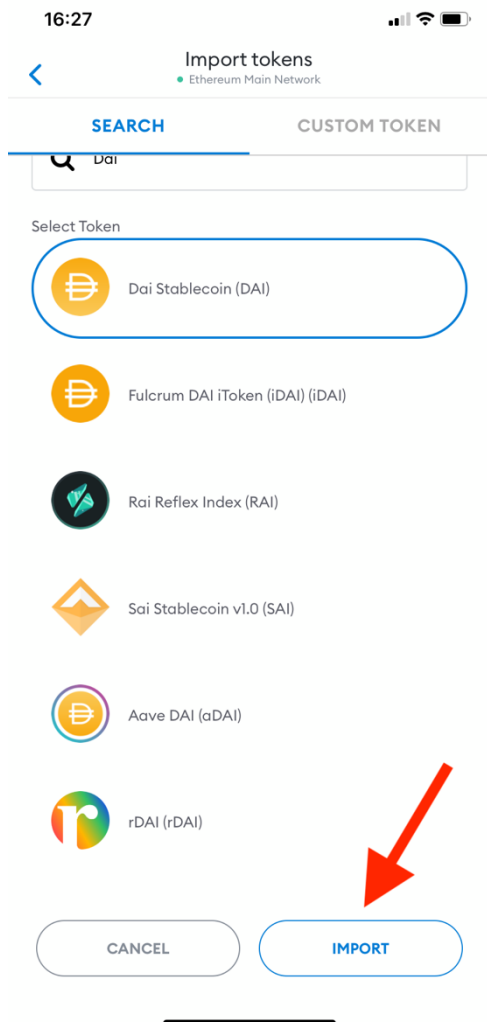 16:27
Import tokens
Ethereum Main Network
SEARCH
CUSTOM TOKEN
Dai
Select Token
Dai Stablecoin (DAI)
Fulcrum DAI iToken (iDAI) (iDAI)
Rai Reflex Index (RAI)
Sai Stablecoin v1.0 (SAI)
Aave DAI (aDAI)
rDAI (rDAI)
CANCEL
IMPORT